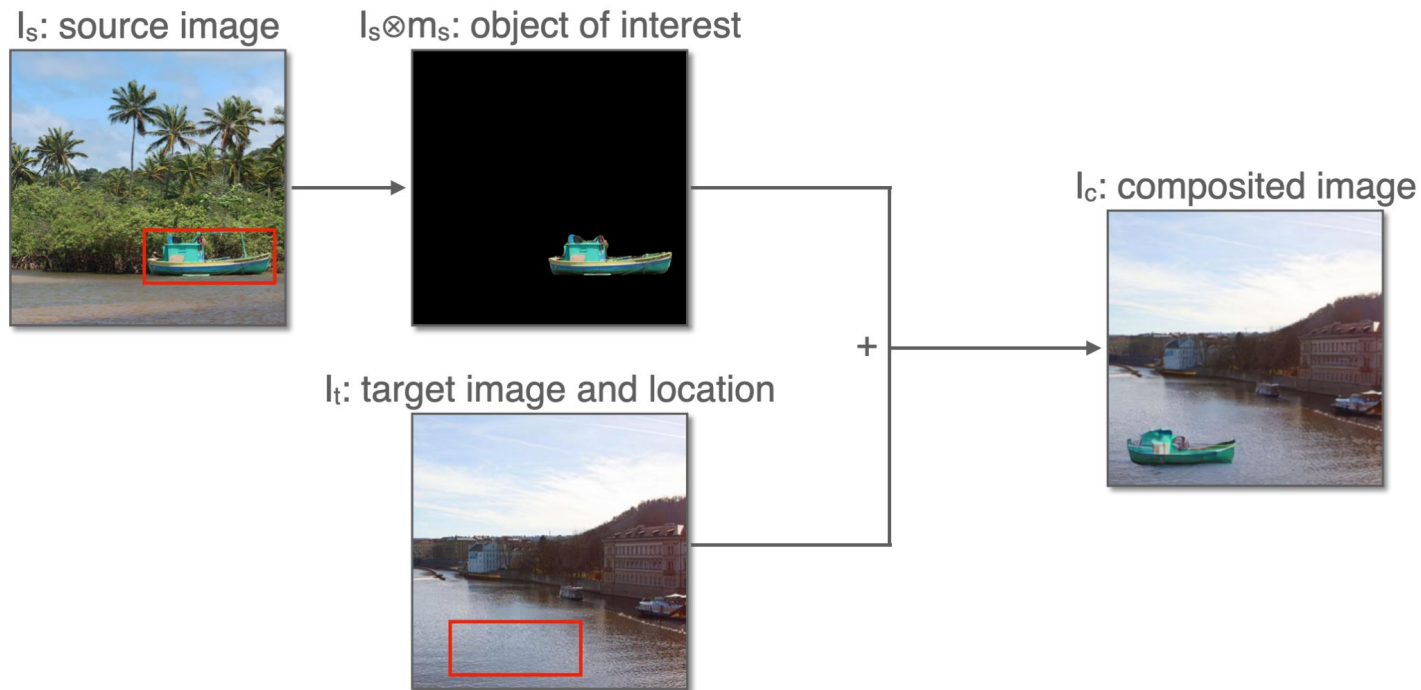 Iₛ: source image
Iₛ⊗mₛ: object of interest
I꜀: composited image
Iₜ: target image and location
+